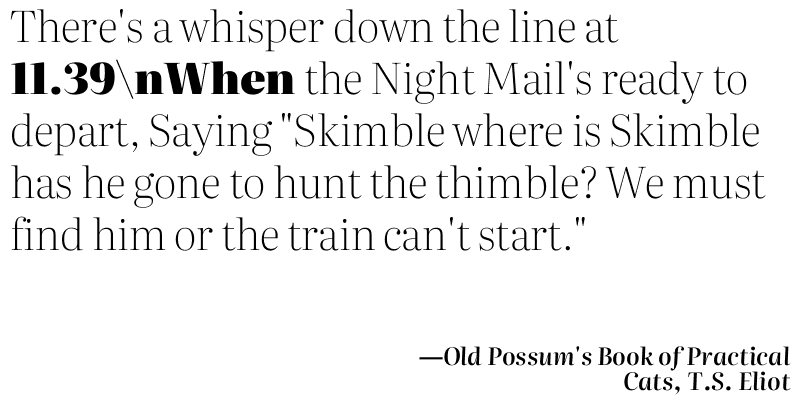 There's a whisper down the line at
11.39\nWhen the Night Mail's ready to
depart, Saying "Skimble where is Skimble
has he gone to hunt the thimble? We must
find him or the train can't start."
—Old Possum's Book of Practical
Cats, T.S. Eliot